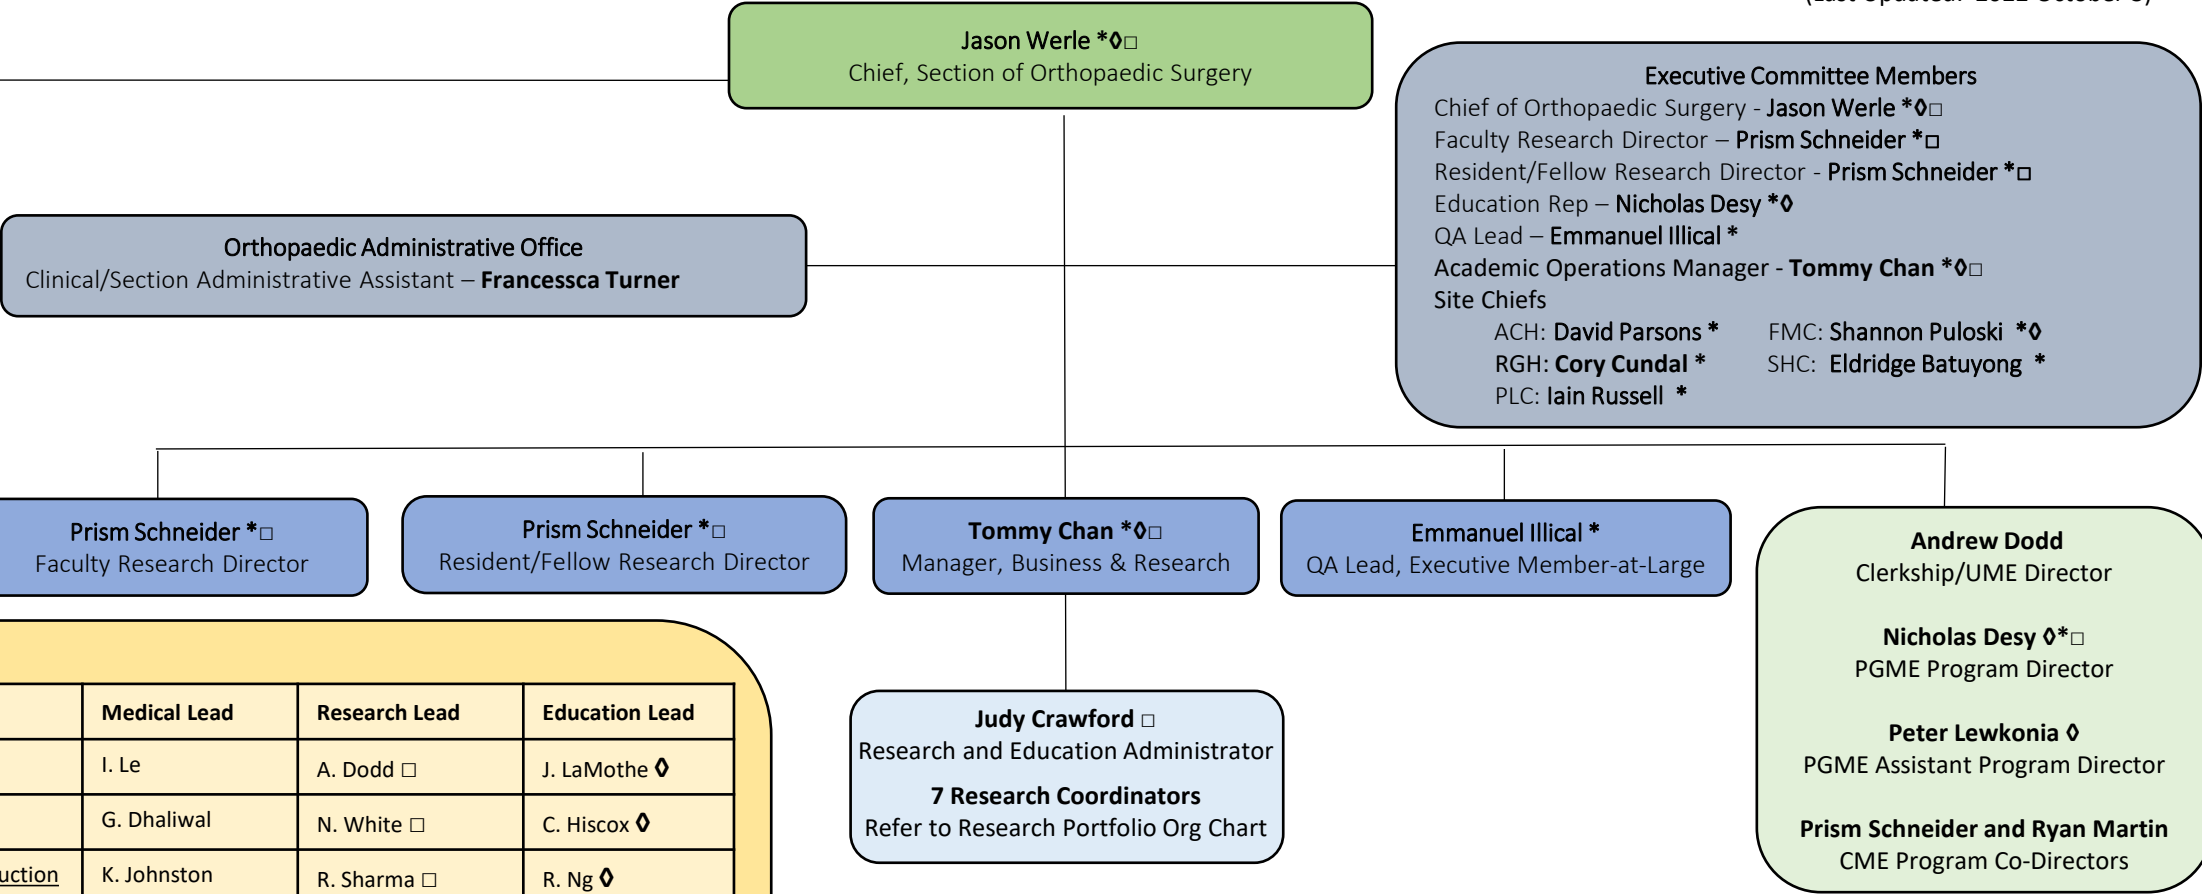 (Last Updated: 2022 October 3)
Jason Werle *◊□
Chief, Section of Orthopaedic Surgery
Executive Committee Members
Chief of Orthopaedic Surgery - Jason Werle *◊□
Faculty Research Director – Prism Schneider *□
Resident/Fellow Research Director - Prism Schneider *□
Education Rep – Nicholas Desy *◊
QA Lead – Emmanuel Illical *
Academic Operations Manager - Tommy Chan *◊□
Site Chiefs
ACH: David Parsons * FMC: Shannon Puloski *◊
RGH: Cory Cundal * SHC: Eldridge Batuyong *
PLC: Iain Russell *
Orthopaedic Administrative Office
Clinical/Section Administrative Assistant – Francessca Turner
Prism Schneider *□
Faculty Research Director
Prism Schneider *□
Resident/Fellow Research Director
Tommy Chan *◊□
Manager, Business & Research
Emmanuel Illical *
QA Lead, Executive Member-at-Large
Andrew Dodd
Clerkship/UME Director
Nicholas Desy ◊*□
PGME Program Director
Peter Lewkonia ◊
PGME Assistant Program Director
Prism Schneider and Ryan Martin
CME Program Co-Directors
Judy Crawford □
Research and Education Administrator
7 Research Coordinators
Refer to Research Portfolio Org Chart
Medical Lead Research Lead Education Lead
I. Le A. Dodd □ J. LaMothe ◊
G. Dhaliwal N. White □ C. Hiscox ◊
uction K. Johnston R. Sharma □ R. Ng ◊